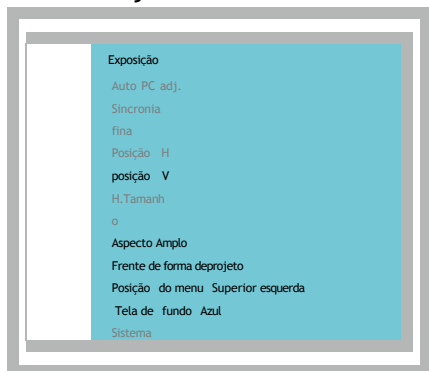 Exposição
Auto PC adj.
Sincronia
fina
Posição H
posição V
H.Tamanh
o
Aspecto Amplo
Frente de forma deprojeto
Posição do menu Superior esquerda
Tela de fundo Azul
Sistema